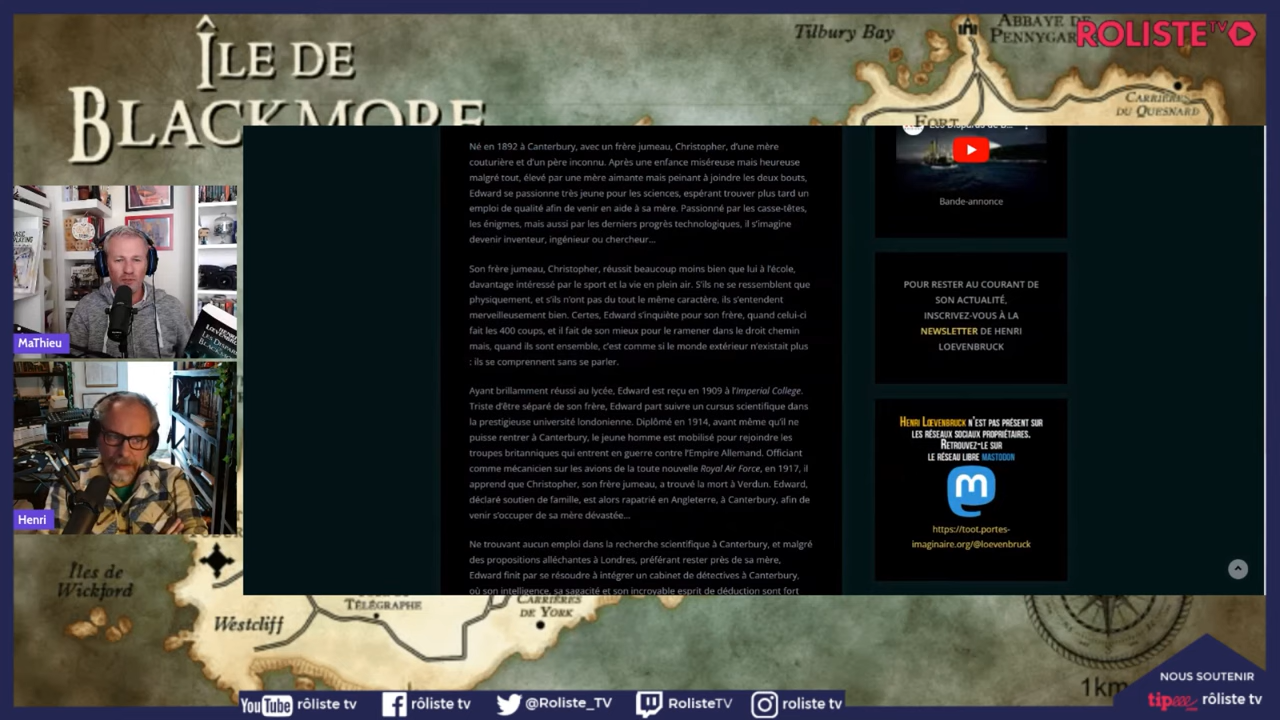 ÎLE DE
BLACKMORE
Tilbury Bay
ABBAYE DE
PENNYGAR
ROLISTE TV
CARRIÈRES
DU QUESNARD
FORT
Né en 1892 à Canterbury, avec un frère jumeau, Christopher, d'une mère
couturière et d'un père inconnu. Après une enfance miséreuse mais heureuse
malgré tout, élevé par une mère aimante mais peinant à joindre les deux bouts,
Edward se passionne très jeune pour les sciences, espérant trouver plus tard un
emploi de qualité afin de venir en aide à sa mère. Passionné par les casse-têtes,
les énigmes, mais aussi par les derniers progrès technologiques, il s'imagine
devenir inventeur, ingénieur ou chercheur...
Son frère jumeau, Christopher, réussit beaucoup moins bien que lui à l'école,
davantage intéressé par le sport et la vie en plein air. S'ils ne se ressemblent que
physiquement, et s'ils n'ont pas du tout le même caractère, ils s'entendent
merveilleusement bien. Certes, Edward s'inquiète pour son frère, quand celui-ci
fait les 400 coups, et il fait de son mieux pour le ramener dans le droit chemin
mais, quand ils sont ensemble, c'est comme si le monde extérieur n'existait plus
: ils se comprennent sans se parler.
Ayant brillamment réussi au lycée, Edward est reçu en 1909 à l'Imperial College.
Triste d'être séparé de son frère, Edward part suivre un cursus scientifique dans
la prestigieuse université londonienne. Diplômé en 1914, avant même qu'il ne
puisse rentrer à Canterbury, le jeune homme est mobilisé pour rejoindre les
troupes britanniques qui entrent en guerre contre l'Empire Allemand. Officiant
comme mécanicien sur les avions de la toute nouvelle Royal Air Force, en 1917, il
apprend que Christopher, son frère jumeau, a trouvé la mort à Verdun. Edward,
déclaré soutien de famille, est alors rapatrié en Angleterre, à Canterbury, afin de
venir s'occuper de sa mère dévastée...
Ne trouvant aucun emploi dans la recherche scientifique à Canterbury, et malgré
des propositions alléchantes à Londres, préférant rester près de sa mère,
Edward finit par se résoudre à intégrer un cabinet de détectives à Canterbury,
où son intelligence, sa sagacité et son incroyable esprit de déduction sont fort
Bande-annonce
POUR RESTER AU COURANT DE
SON ACTUALITÉ,
INSCRIVEZ-VOUS À LA
NEWSLETTER DE HENRI
LOEVENBRUCK
HENRI LŒVENBRUCK N'EST PAS PRÉSENT SUR
LES RÉSEAUX SOCIAUX PROPRIÉTAIRES.
RETROUVEZ-LE SUR
LE RÉSEAU LIBRE MASTODON
https://toot.portes-
imaginaire.org/@loevenbruck
MaThieu
Henri
Îles de
Wickford
Westcliff
TÉLÉGRAPHE
CARRIÈRES
DE YORK
1km
NOUS SOUTENIR
tipeee rôliste tv
YouTube rôliste tv
rôliste tv
@Roliste_TV
RolisteTV
roliste tv